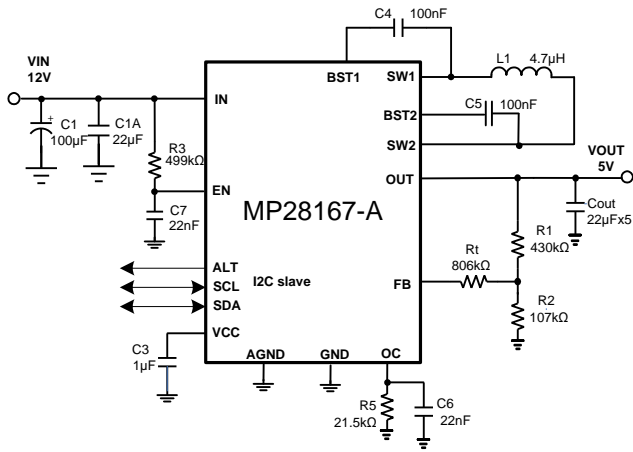 C4
100nF
BST1
SW1
L1
4.7µH
VIN
12V
IN
BST2
C5
100nF
+
C1
100µF
C1A
22µF
R3
499kΩ
SW2
OUT
VOUT
5V
EN
C7
22nF
MP28167-A
Cout
22µFx5
R1
430kΩ
Rt
806kΩ
ALT
SCL
SDA
I2C slave
FB
R2
107kΩ
VCC
C3
1µF
AGND
GND
OC
R5
21.5kΩ
C6
22nF